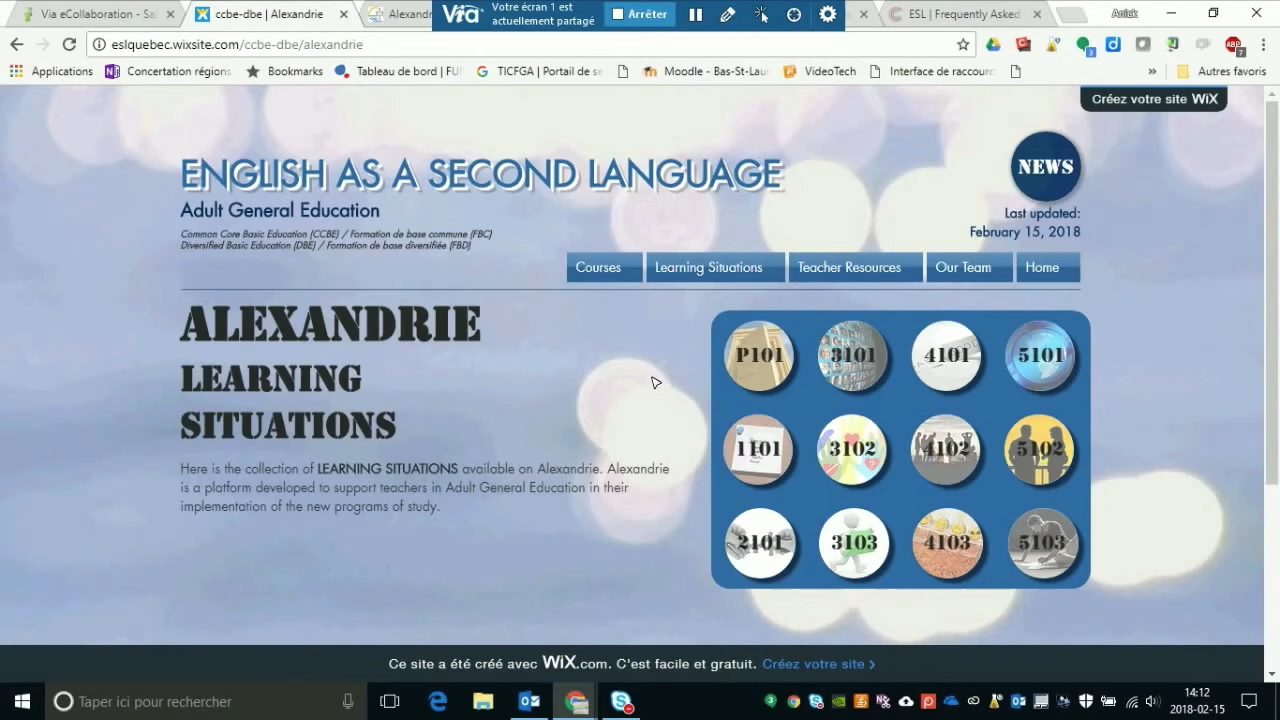 Via eCollaboration - Sa
ccbe-dbe | Alexandrie
Alexandr
Via
Votre écran 1 est
actuellement partagé
Arrêter
ESL | Frequently Asked
Anick
eslquebec.wixsite.com/ccbe-dbe/alexandrie
3
7
Applications
Concertation régions
Bookmarks
Tableau de bord | FU
TICFGA | Portail de se
Moodle - Bas-St-Lau
VideoTech
Interface de raccourc
»
Autres favoris
Créez votre site WiX
ENGLISH AS A SECOND LANGUAGE
NEWS
Adult General Education
Last updated:
February 15, 2018
Common Core Basic Education (CCBE) / Formation de base commune (FBC)
Diversified Basic Education (DBE) / Formation de base diversifiée (FBD)
Courses
Learning Situations
Teacher Resources
Our Team
Home
ALEXANDRIE
LEARNING
SITUATIONS
Here is the collection of LEARNING SITUATIONS available on Alexandrie. Alexandrie
is a platform developed to support teachers in Adult General Education in their
implementation of the new programs of study.
P101 3101 4101 5101
1101 3102 4102 5102
2101 3103 4103 5103
Ce site a été créé avec WiX.com. C'est facile et gratuit. Créez votre site >
Taper ici pour rechercher
14:12
2018-02-15